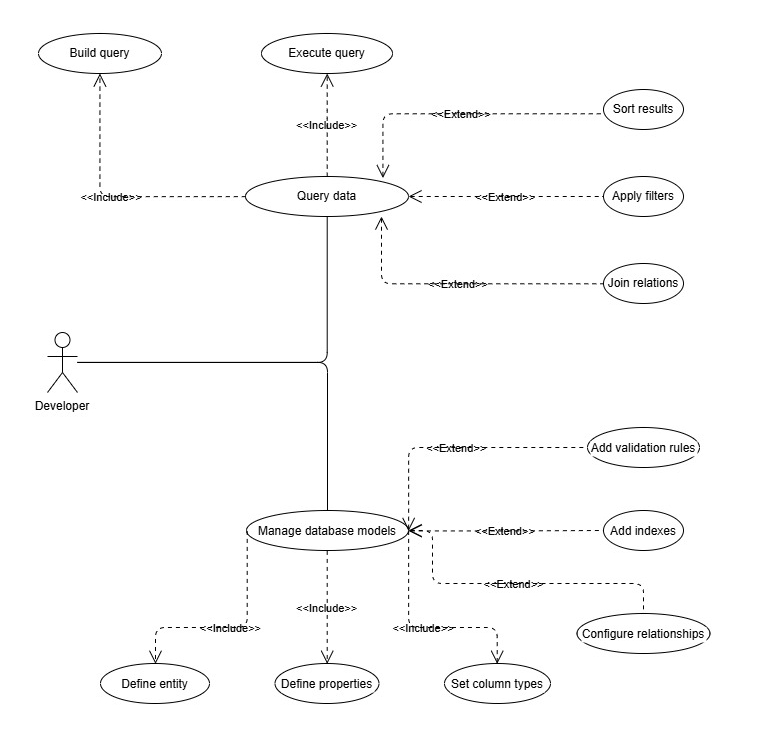 Build query
Execute query
Sort results
<<Extend>>
<<Include>>
<<Include>>
Query data
<<Extend>>
Apply filters
<<Extend>>
Join relations
Developer
<<Extend>>
Add validation rules
Manage database models
<<Extend>>
Add indexes
<<Extend>>
<<Include>>
<<Include>>
<<Include>>
Configure relationships
Define entity
Define properties
Set column types